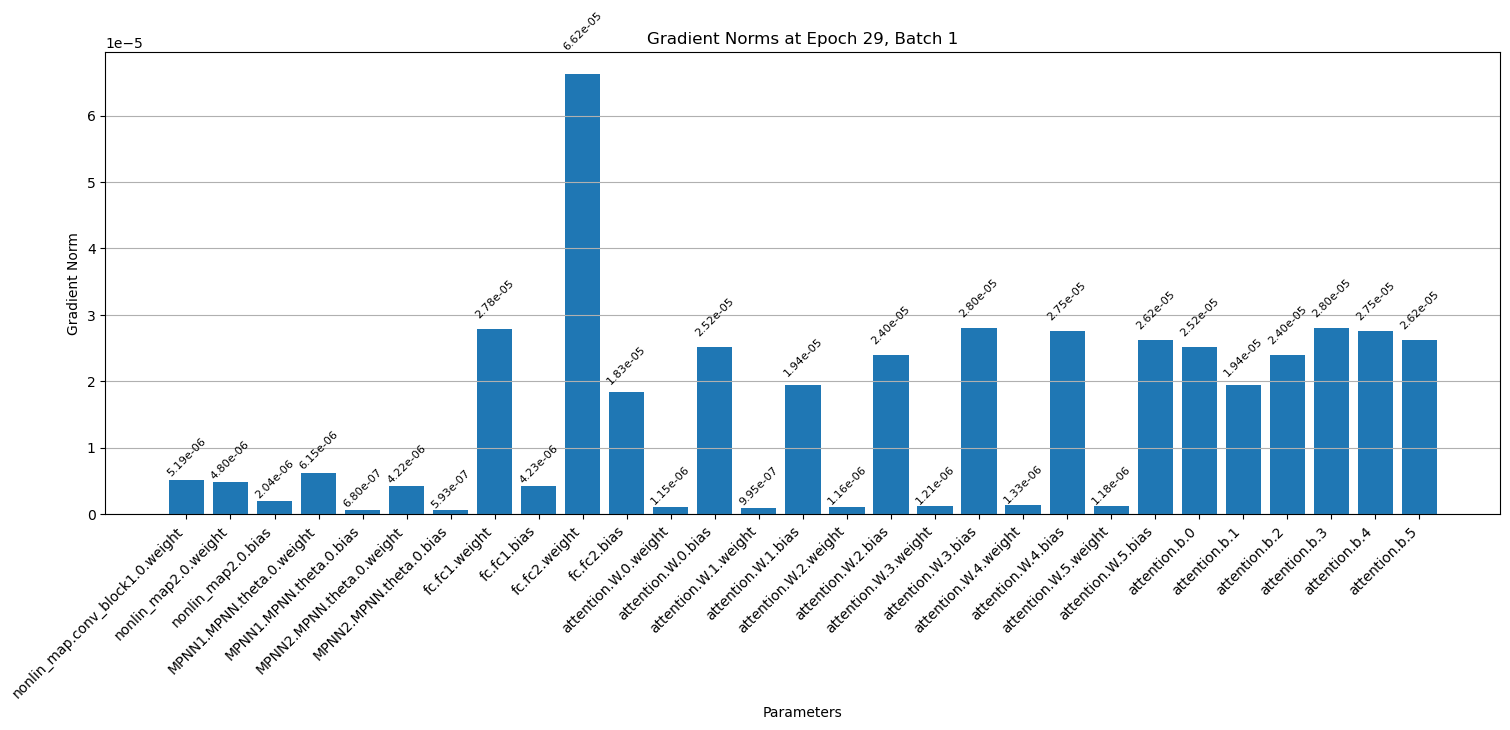 Gradient Norms at Epoch 29, Batch 1
1e−5
Gradient Norm
6
5
4
3
2
1
0
5.19e-06
4.80e-06
2.04e-06
6.15e-06
6.80e-07
4.22e-06
5.93e-07
2.78e-05
4.23e-06
6.62e-05
1.83e-05
1.15e-06
2.52e-05
9.95e-07
1.94e-05
1.16e-06
2.40e-05
1.21e-06
2.80e-05
1.33e-06
2.75e-05
1.18e-06
2.62e-05
2.52e-05
1.94e-05
2.40e-05
2.80e-05
2.75e-05
2.62e-05
nonlin_map.conv_block1.0.weight
nonlin_map2.0.weight
nonlin_map2.0.bias
MPNN1.MPNN.theta.0.weight
MPNN1.MPNN.theta.0.bias
MPNN2.MPNN.theta.0.weight
MPNN2.MPNN.theta.0.bias
fc.fc1.weight
fc.fc1.bias
fc.fc2.weight
fc.fc2.bias
attention.W.0.weight
attention.W.0.bias
attention.W.1.weight
attention.W.1.bias
attention.W.2.weight
attention.W.2.bias
attention.W.3.weight
attention.W.3.bias
attention.W.4.weight
attention.W.4.bias
attention.W.5.weight
attention.W.5.bias
attention.b.0
attention.b.1
attention.b.2
attention.b.3
attention.b.4
attention.b.5
Parameters